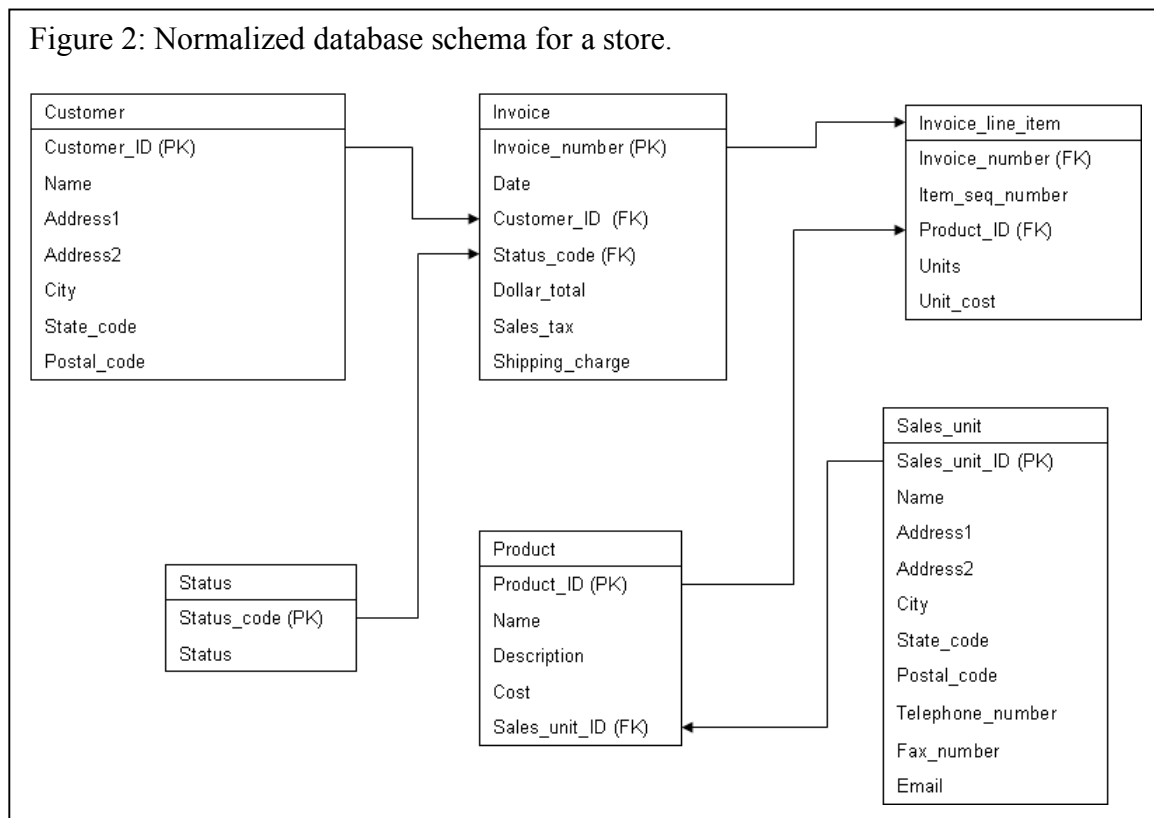 Figure 2: Normalized database schema for a store.
Customer
Customer_ID (PK)
Name
Address1
Address2
City
State_code
Postal_code
Invoice
Invoice_number (PK)
Date
Customer_ID (FK)
Status_code (FK)
Dollar_total
Sales_tax
Shipping_charge
Invoice_line_item
Invoice_number (FK)
Item_seq_number
Product_ID (FK)
Units
Unit_cost
Status
Status_code (PK)
Status
Product
Product_ID (PK)
Name
Description
Cost
Sales_unit_ID (FK)
Sales_unit
Sales_unit_ID (PK)
Name
Address1
Address2
City
State_code
Postal_code
Telephone_number
Fax_number
Email